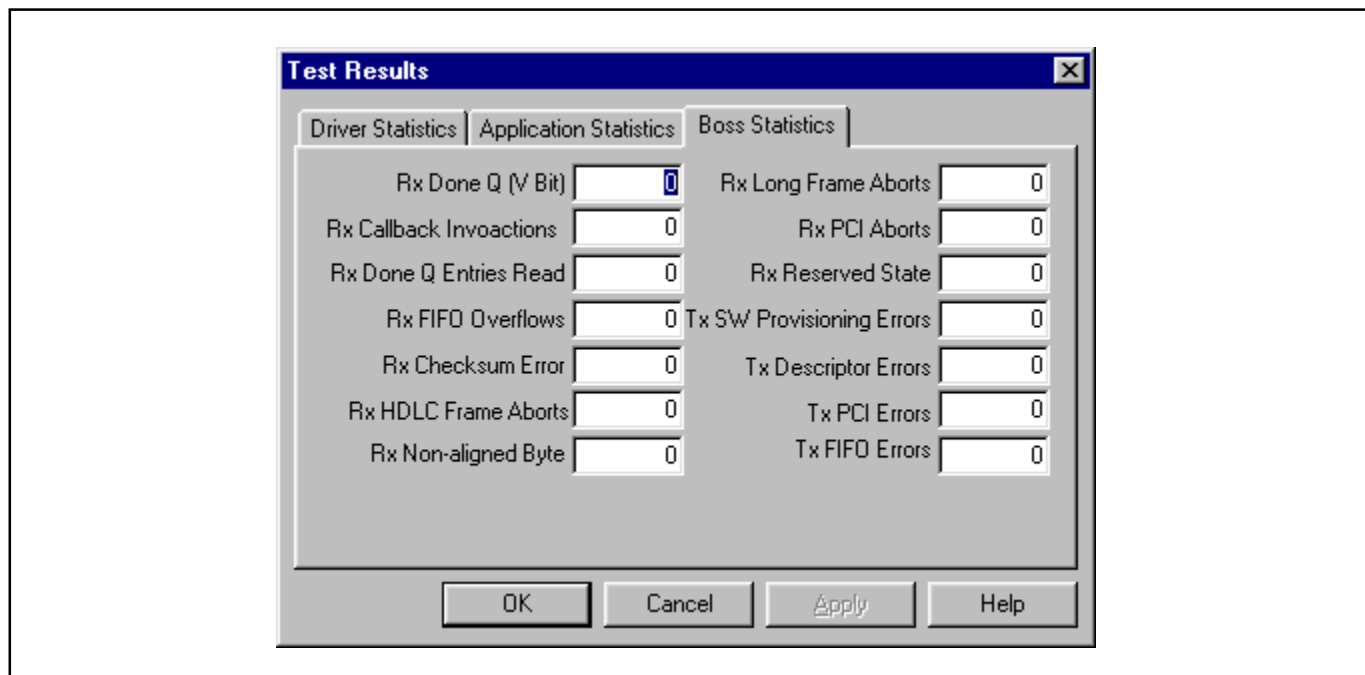 Test Results
Driver Statistics
Application Statistics
Boss Statistics
Rx Done Q (V Bit) 0
Rx Callback Invoactions 0
Rx Done Q Entries Read 0
Rx FIFO Overflows 0
Rx Checksum Error 0
Rx HDLC Frame Aborts 0
Rx Non-aligned Byte 0
Rx Long Frame Aborts 0
Rx PCI Aborts 0
Rx Reserved State 0
Tx SW Provisioning Errors 0
Tx Descriptor Errors 0
Tx PCI Errors 0
Tx FIFO Errors 0
OK
Cancel
Apply
Help